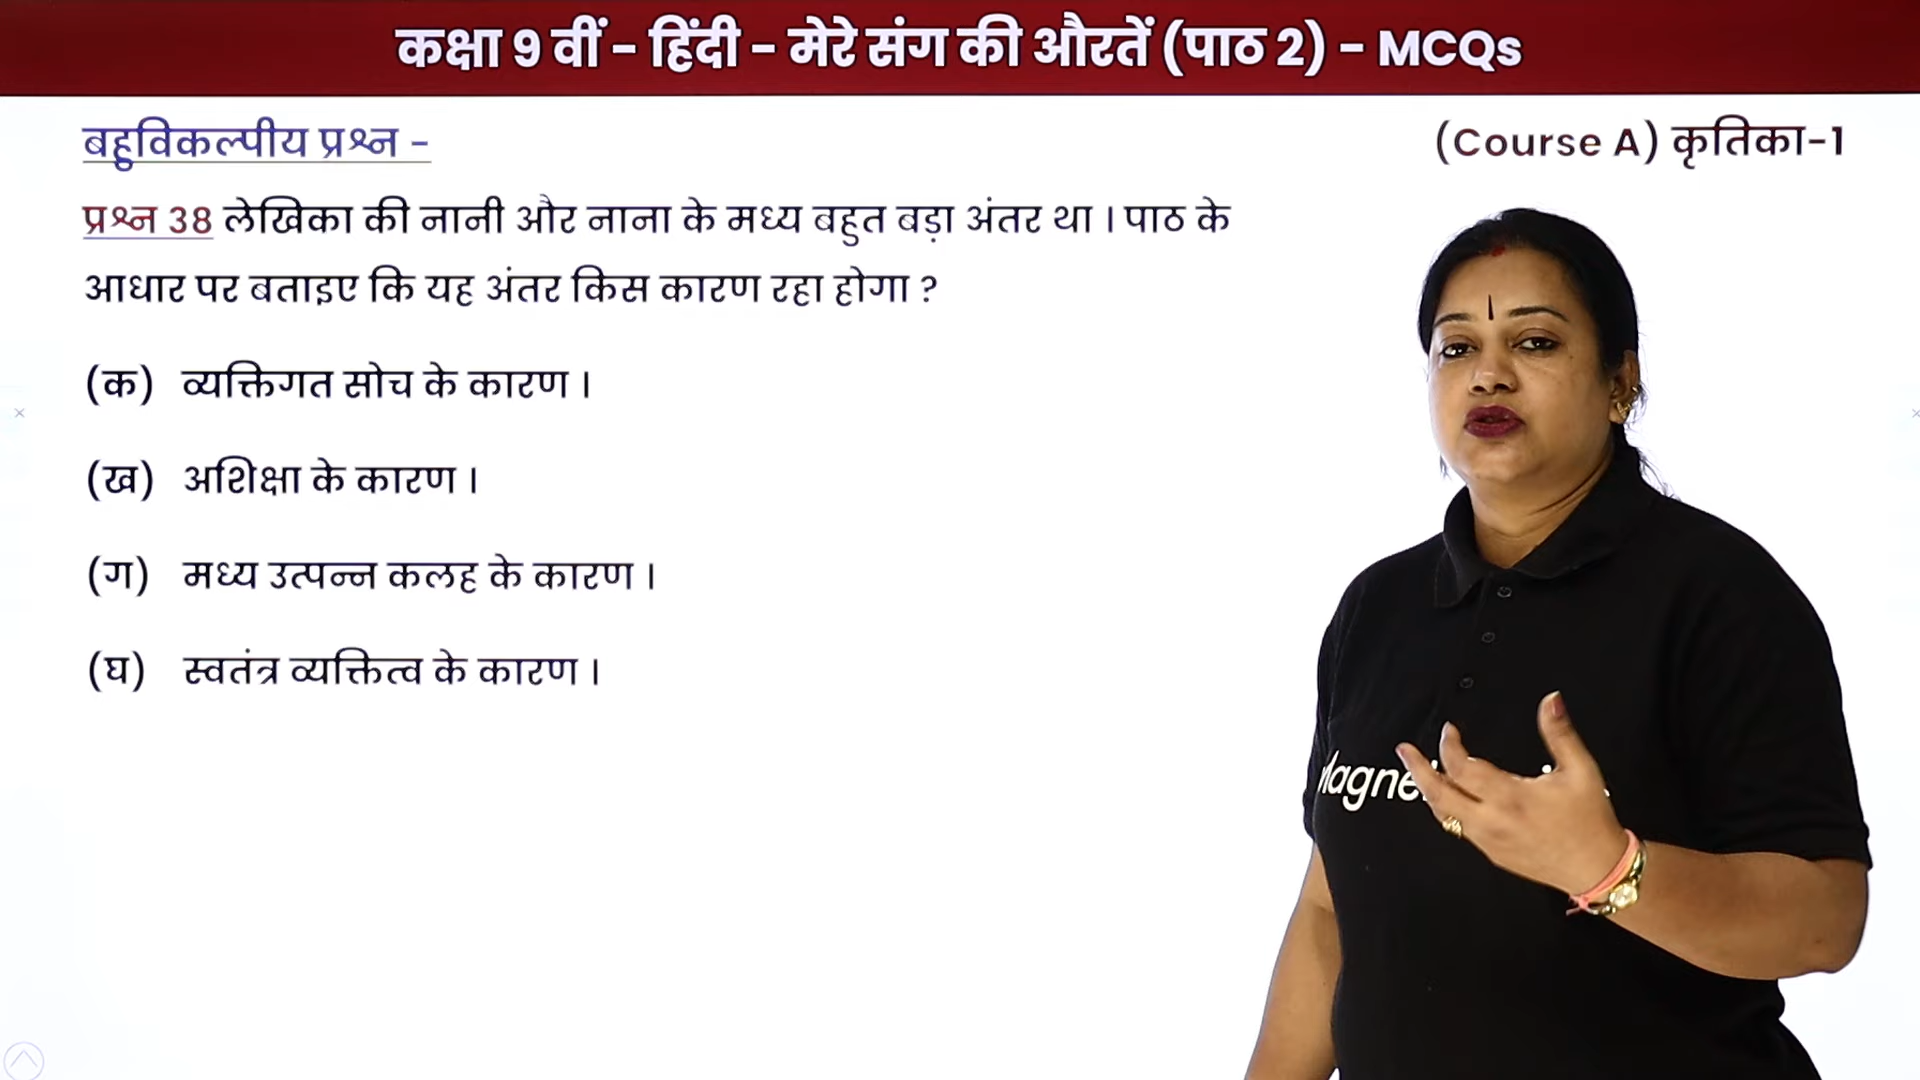 कक्षा 9 वीं – हिंदी – मेरे संग की औरतें (पाठ 2) – MCQs
बहुविकल्पीय प्रश्न –
(Course A) कृतिका-1
प्रश्न 38 लेखिका की नानी और नाना के मध्य बहुत बड़ा अंतर था । पाठ के
आधार पर बताइए कि यह अंतर किस कारण रहा होगा ?
(क) व्यक्तिगत सोच के कारण ।
(ख) अशिक्षा के कारण ।
(ग) मध्य उत्पन्न कलह के कारण ।
(घ) स्वतंत्र व्यक्तित्व के कारण ।